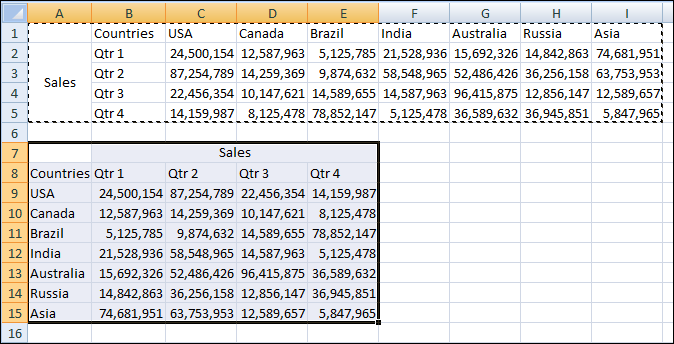 A B C D E F G H I
1 Countries USA Canada Brazil India Australia Russia Asia
2 Qtr 1 24,500,154 12,587,963 5,125,785 21,528,936 15,692,326 14,842,863 74,681,951
3 Sales Qtr 2 87,254,789 14,259,369 9,874,632 58,548,965 52,486,426 36,256,158 63,753,953
4 Qtr 3 22,456,354 10,147,621 14,589,655 14,587,963 96,415,875 12,856,147 12,589,657
5 Qtr 4 14,159,987 8,125,478 78,852,147 5,125,478 36,589,632 36,945,851 5,847,965
6
7 Sales
8 Countries Qtr 1 Qtr 2 Qtr 3 Qtr 4
9 USA 24,500,154 87,254,789 22,456,354 14,159,987
10 Canada 12,587,963 14,259,369 10,147,621 8,125,478
11 Brazil 5,125,785 9,874,632 14,589,655 78,852,147
12 India 21,528,936 58,548,965 14,587,963 5,125,478
13 Australia 15,692,326 52,486,426 96,415,875 36,589,632
14 Russia 14,842,863 36,256,158 12,856,147 36,945,851
15 Asia 74,681,951 63,753,953 12,589,657 5,847,965
16